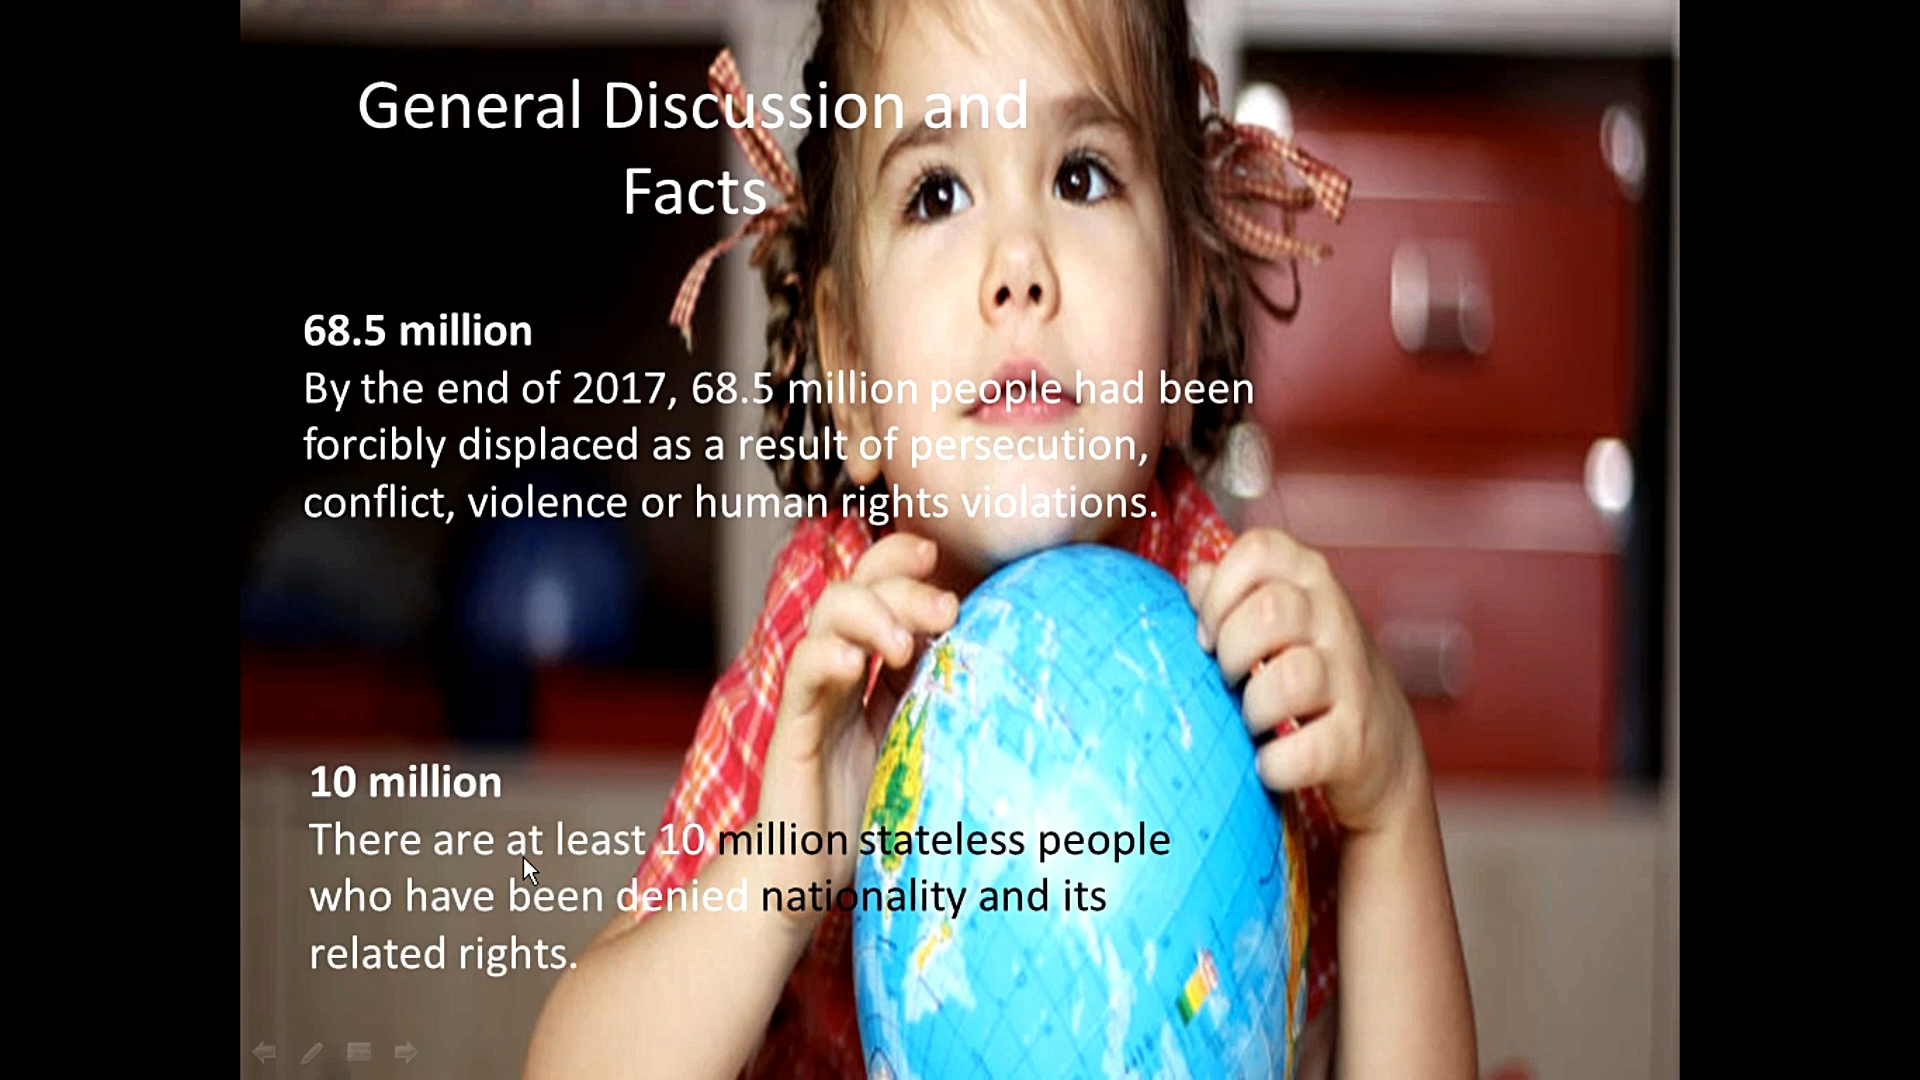 General Discussion and
Facts
68.5 million
By the end of 2017, 68.5 million people had been
forcibly displaced as a result of persecution,
conflict, violence or human rights violations.
10 million
There are at least 10 million stateless people
who have been denied nationality and its
related rights.